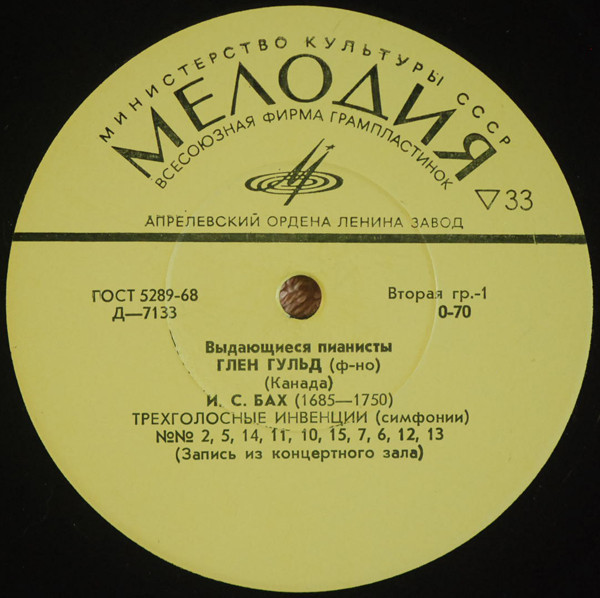 МИНИСТЕРСТВО КУЛЬТУРЫ СССР
МЕЛОДИЯ
ВСЕСОЮЗНАЯ ФИРМА ГРАМПЛАСТИНОК
▽33
АПРЕЛЕВСКИЙ ОРДЕНА ЛЕНИНА ЗАВОД
ГОСТ 5289-68
Д—7133
Вторая гр.-1
0-70
Выдающиеся пианисты
ГЛЕН ГУЛЬД (ф-но)
(Канада)
И. С. БАХ (1685—1750)
ТРЕХГОЛОСНЫЕ ИНВЕНЦИИ (симфонии)
№№ 2, 5, 14, 11, 10, 15, 7, 6, 12, 13
(Запись из концертного зала)